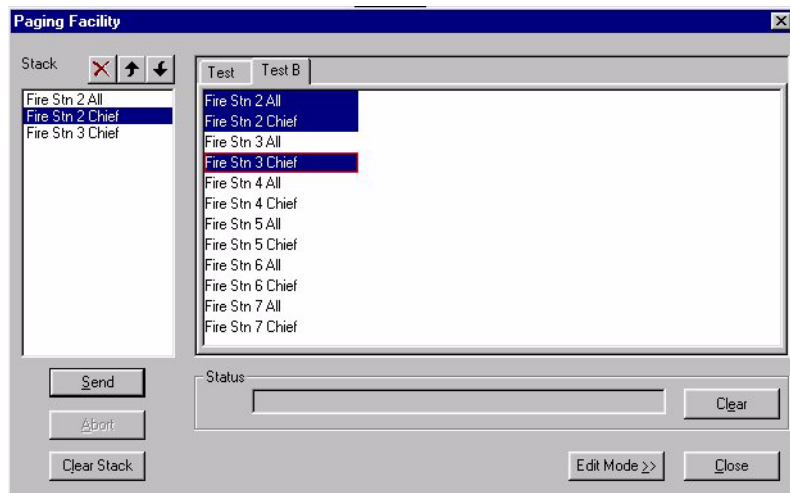 Paging Facility
Stack
Test
Test B
Fire Stn 2 All
Fire Stn 2 Chief
Fire Stn 3 Chief
Fire Stn 2 All
Fire Stn 2 Chief
Fire Stn 3 All
Fire Stn 3 Chief
Fire Stn 4 All
Fire Stn 4 Chief
Fire Stn 5 All
Fire Stn 5 Chief
Fire Stn 6 All
Fire Stn 6 Chief
Fire Stn 7 All
Fire Stn 7 Chief
Send
Abort
Clear Stack
Status
Clear
Edit Mode >>
Close